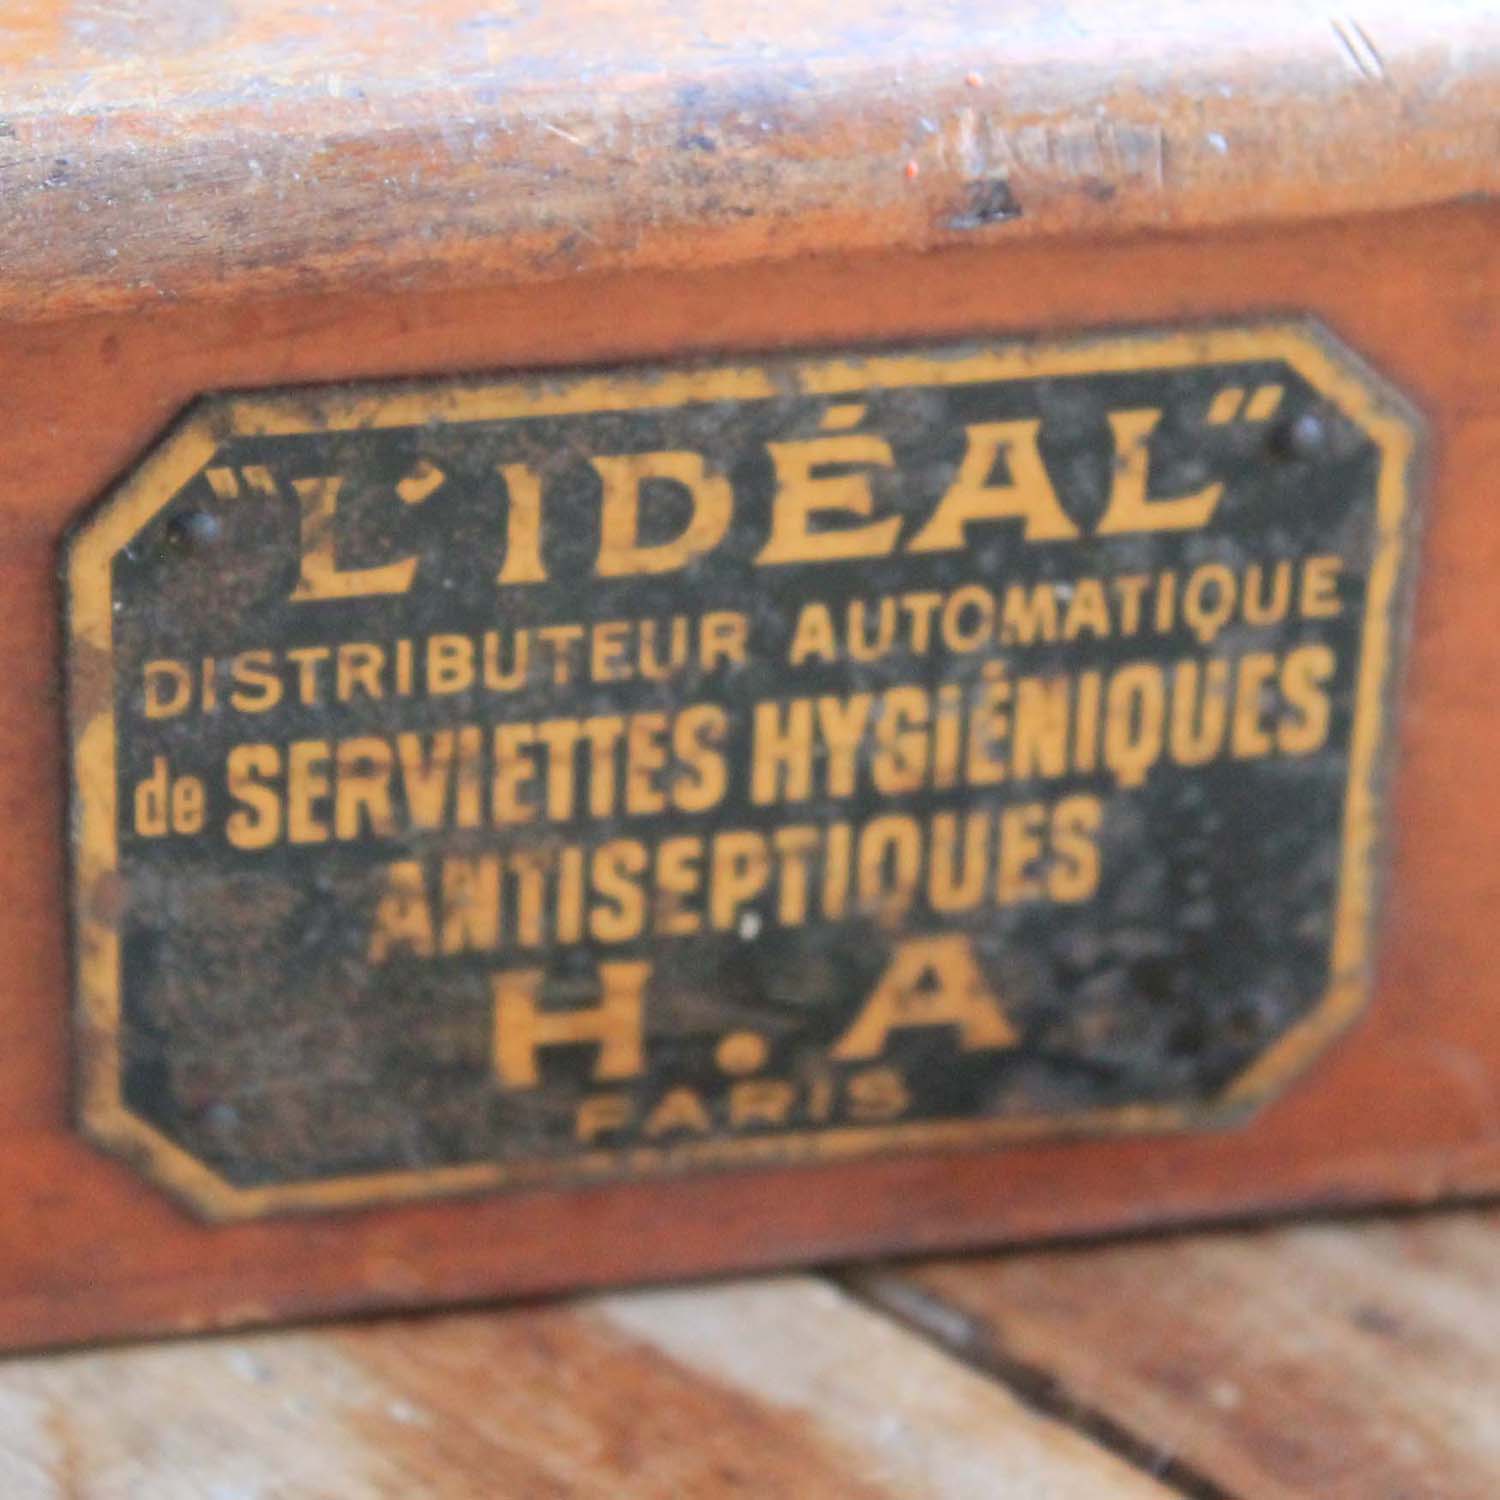 "L'IDÉAL"
DISTRIBUTEUR AUTOMATIQUE
de SERVIETTES HYGIÉNIQUES
ANTISEPTIQUES
H. A
PARIS